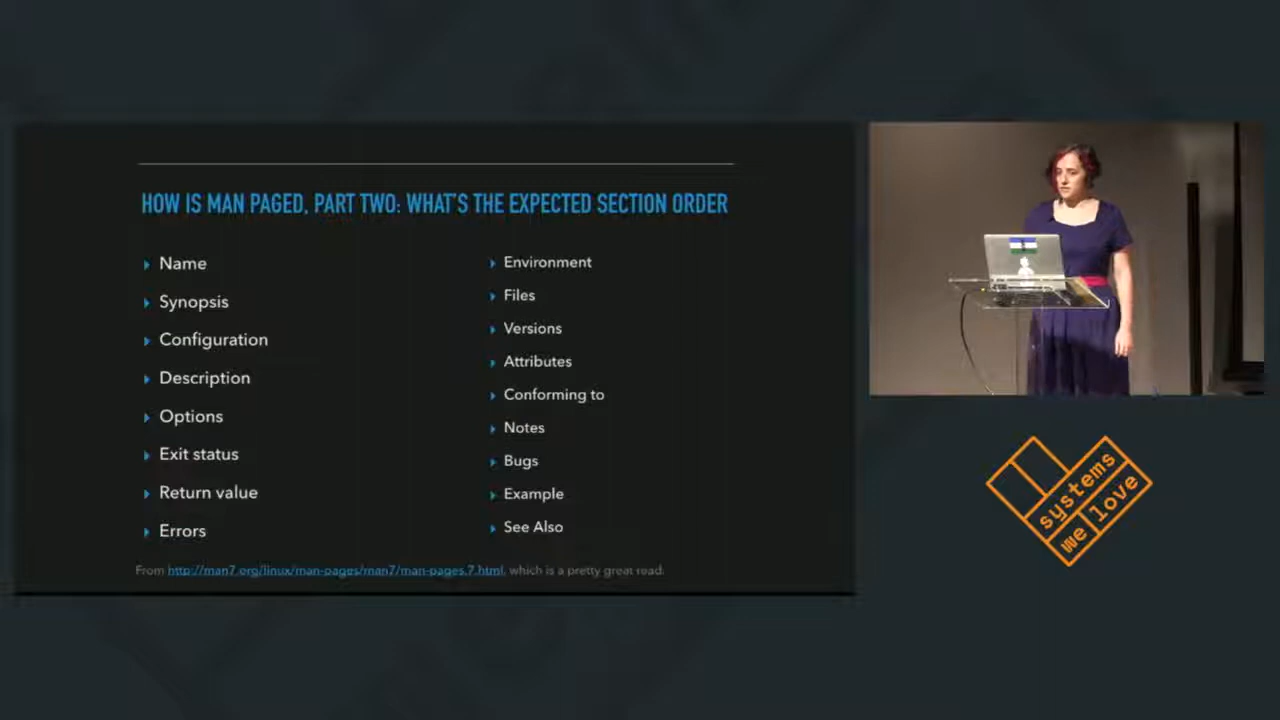 HOW IS MAN PAGED, PART TWO: WHAT'S THE EXPECTED SECTION ORDER
Name
Synopsis
Configuration
Description
Options
Exit status
Return value
Errors
Environment
Files
Versions
Attributes
Conforming to
Notes
Bugs
Example
See Also
From http://man7.org/linux/man-pages/man7/man-pages.7.html, which is a pretty great read.
systems
we love